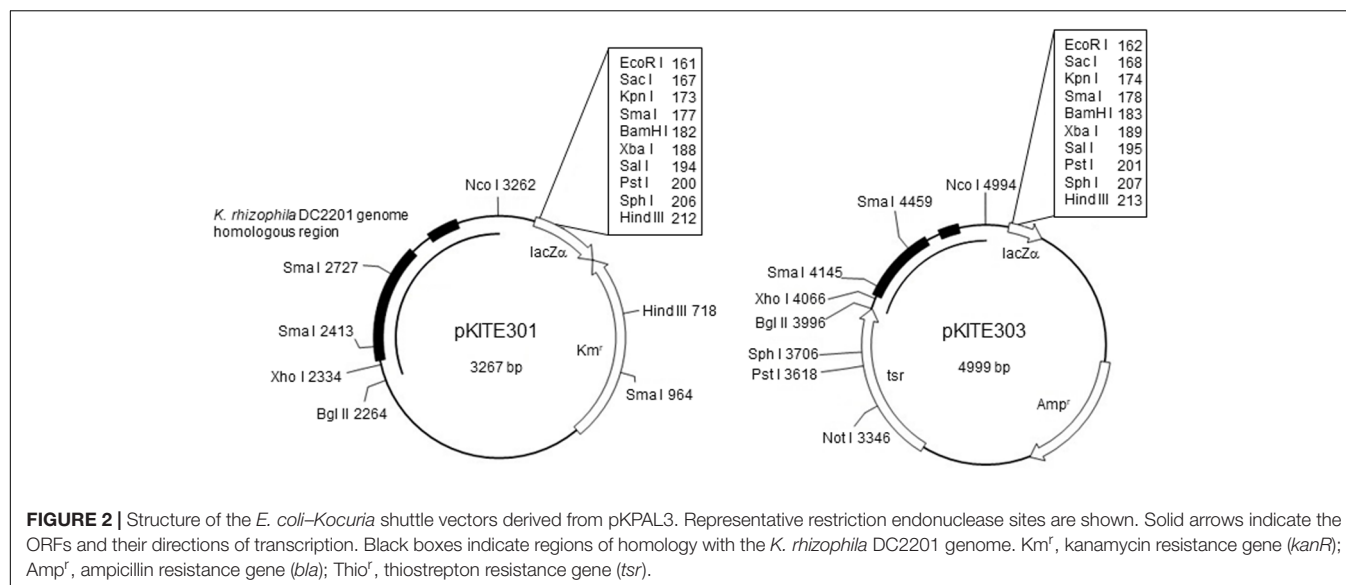 EcoR I 161
Sac I 167
Kpn I 173
Sma I 177
BamH I 182
Xba I 188
Sal I 194
Pst I 200
Sph I 206
Hind III 212
Nco I 3262
K. rhizophila DC2201 genome
homologous region
lacZα
Sma I 2727
Hind III 718
Sma I 2413
pKITE301
Kmr
3267 bp
Xho I 2334
Sma I 964
Bgl II 2264
EcoR I 162
Sac I 168
Kpn I 174
Sma I 178
BamH I 183
Xba I 189
Sal I 195
Pst I 201
Sph I 207
Hind III 213
Nco I 4994
Sma I 4459
lacZα
Sma I 4145
Xho I 4066
Bgl II 3996
pKITE303
Sph I 3706
4999 bp
Pst I 3618
tsr
Ampr
Not I 3346
FIGURE 2 | Structure of the E. coli–Kocuria shuttle vectors derived from pKPAL3. Representative restriction endonuclease sites are shown. Solid arrows indicate the
ORFs and their directions of transcription. Black boxes indicate regions of homology with the K. rhizophila DC2201 genome. Kmr, kanamycin resistance gene (kanR);
Ampr, ampicillin resistance gene (bla); Thior, thiostrepton resistance gene (tsr).